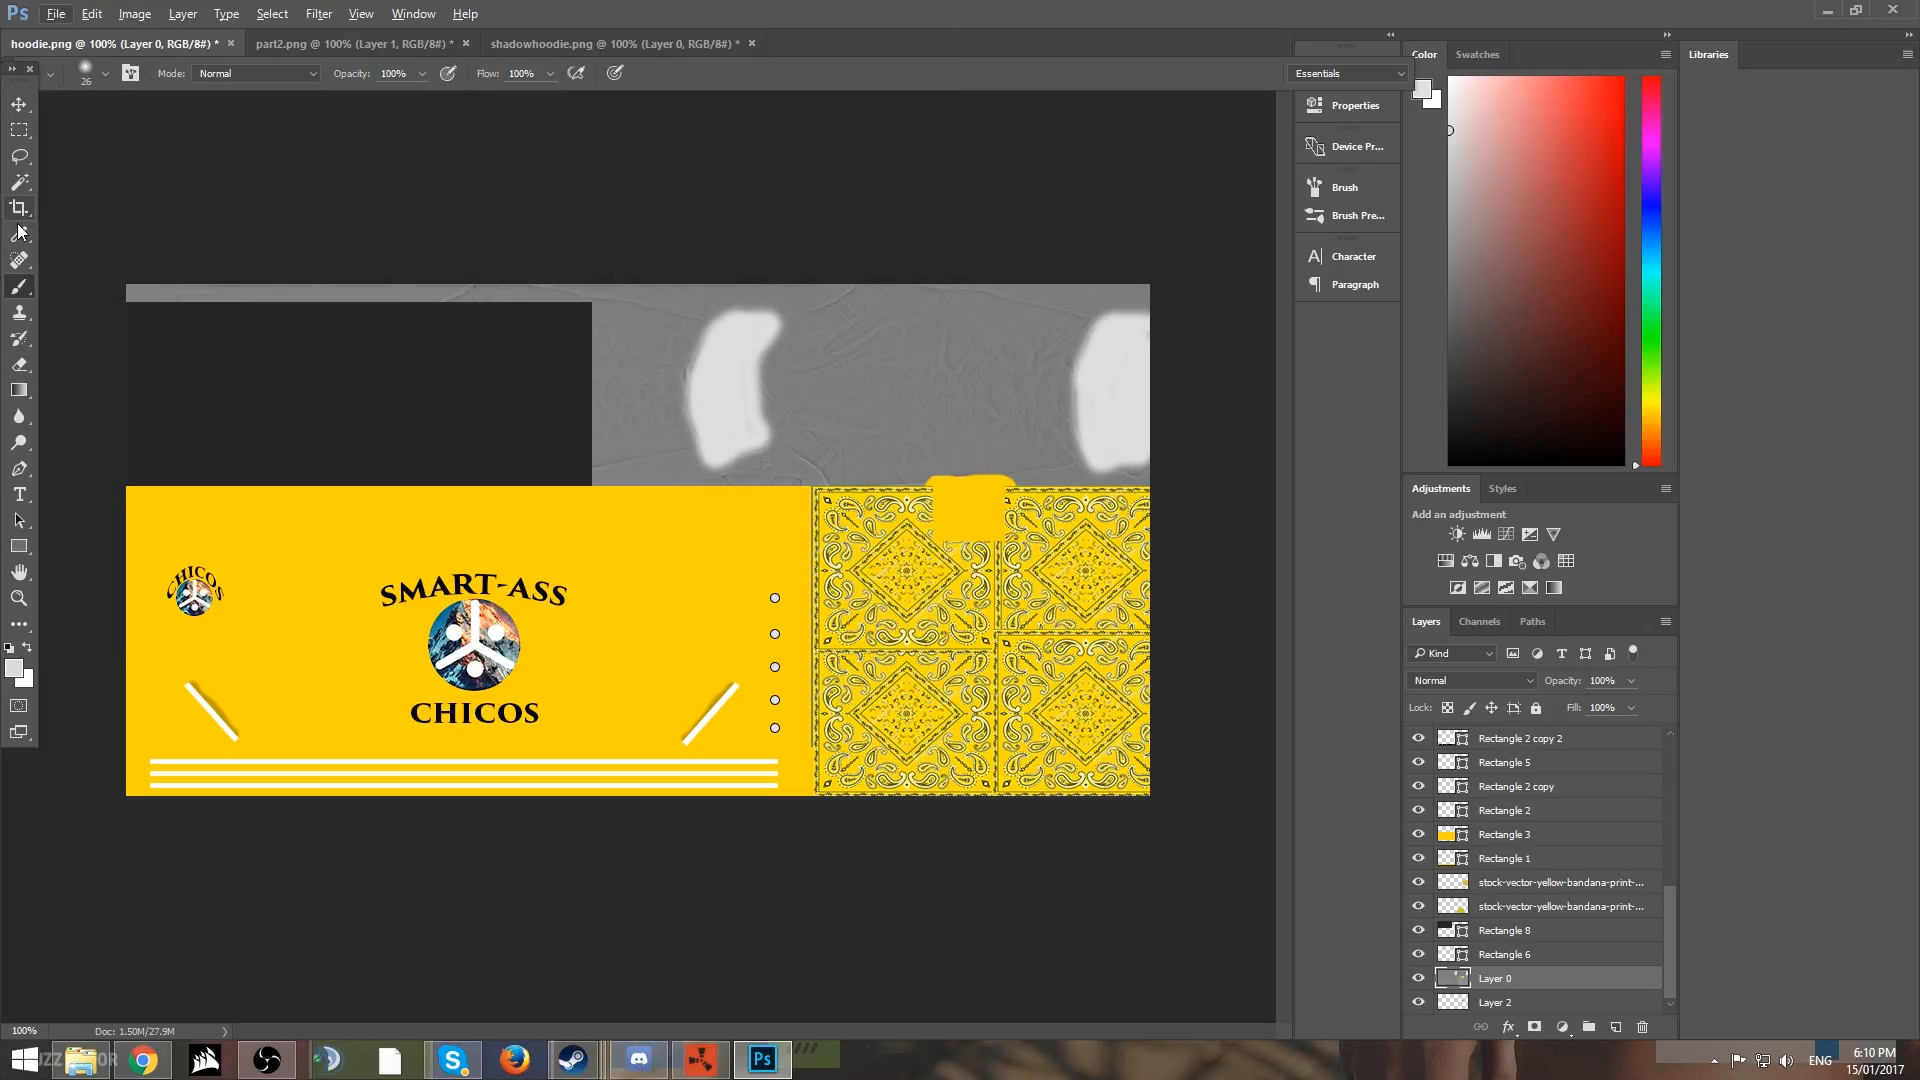 Ps File Edit Image Layer Type Select Filter View Window Help
hoodie.png @ 100% (Layer 0, RGB/8#) * × part2.png @ 100% (Layer 1, RGB/8#) * × shadowhoodie.png @ 100% (Layer 0, RGB/8#) * ×
26 Mode: Normal Opacity: 100% Flow: 100% Essentials
Color Swatches Libraries
Properties
Device Pr...
Brush
Brush Pre...
Character
Paragraph
CHICOS
SMART-ASS
CHICOS
Adjustments Styles
Add an adjustment
Layers Channels Paths
Kind
Normal Opacity: 100%
Lock: Fill: 100%
Rectangle 2 copy 2
Rectangle 5
Rectangle 2 copy
Rectangle 2
Rectangle 3
Rectangle 1
stock-vector-yellow-bandana-print-...
stock-vector-yellow-bandana-print-...
Rectangle 8
Rectangle 6
Layer 0
Layer 2
100% Doc: 1.50M/27.9M
ENG 6:10 PM
15/01/2017